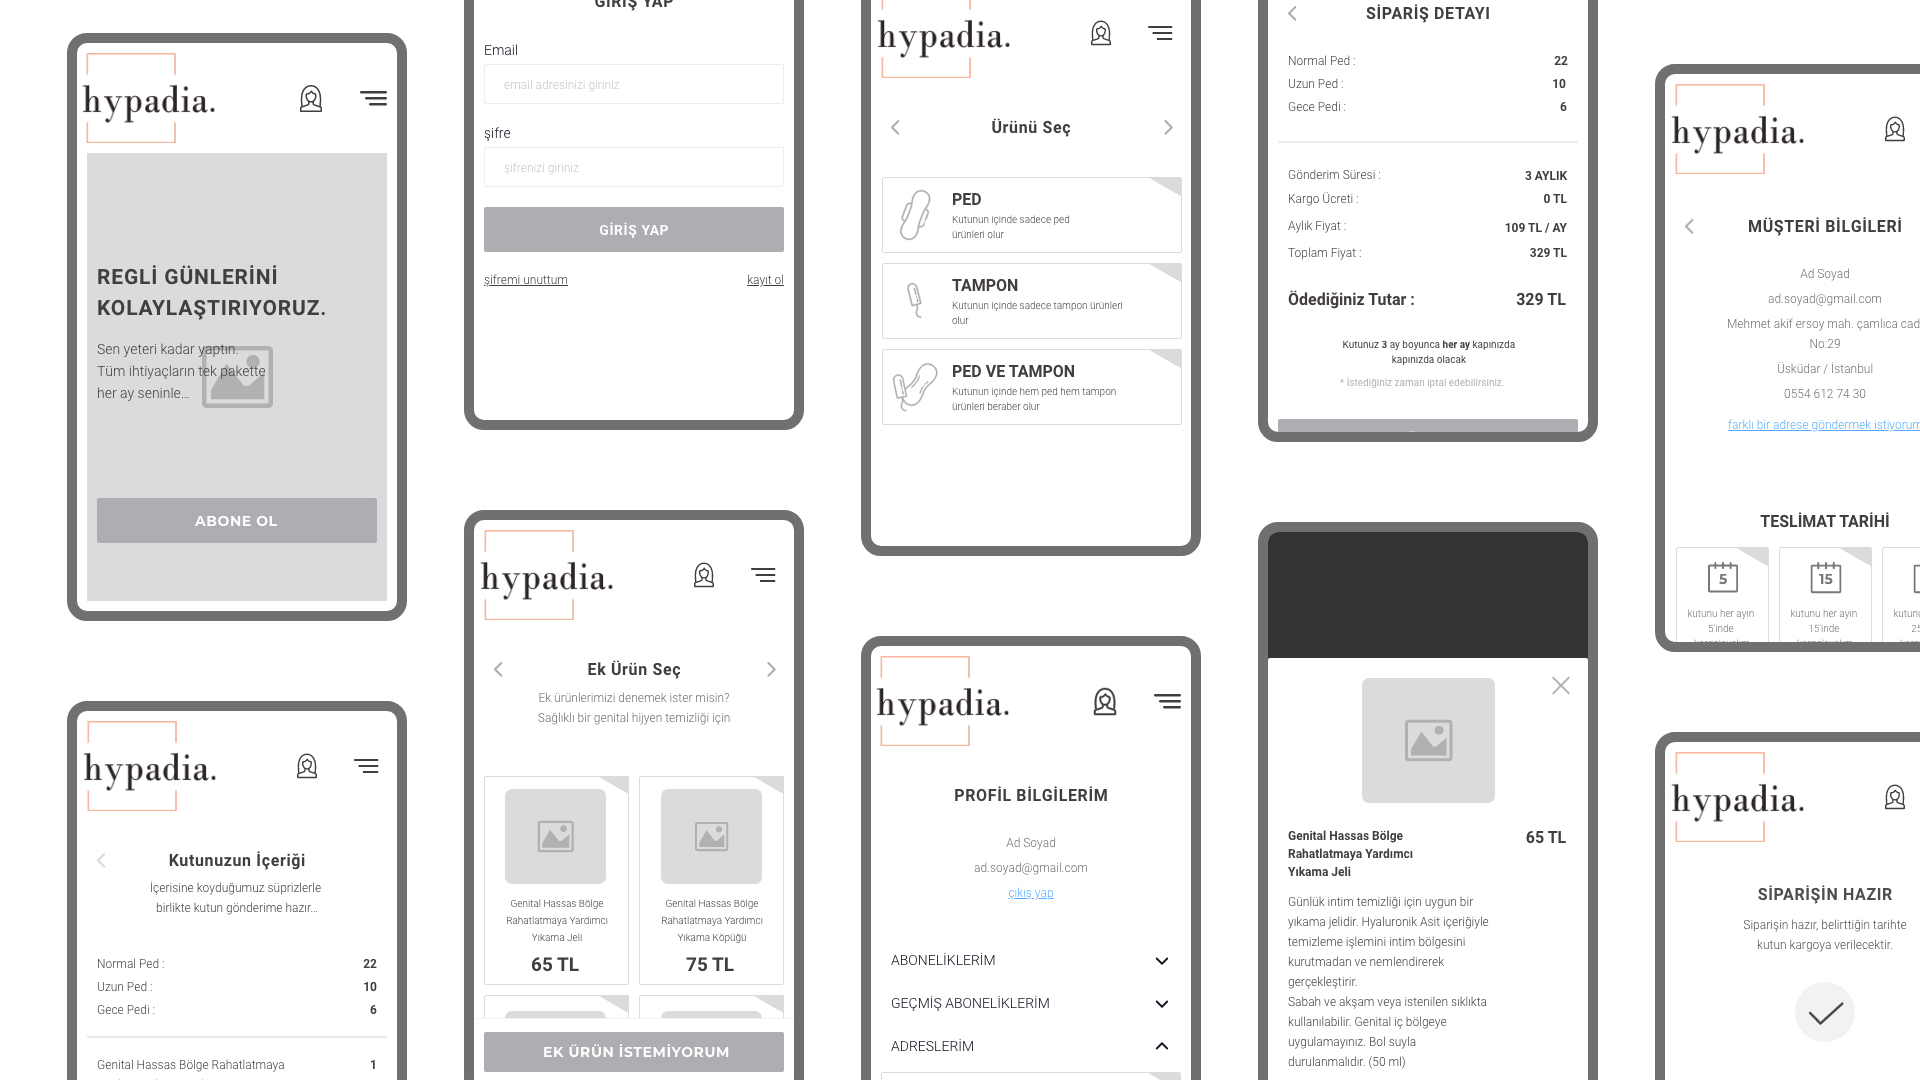 hypadia.
REGLİ GÜNLERİNİ
KOLAYLAŞTIRIYORUZ.
Sen yeteri kadar yaptın.
Tüm ihtiyaçların tek pakette
her ay seninle...
ABONE OL
hypadia.
Kutunuzun İçeriği
İçerisine koyduğumuz süprizlerle
birlikte kutun gönderime hazır...
Normal Ped : 22
Uzun Ped : 10
Gece Pedi : 6
Genital Hassas Bölge Rahatlatmaya 1
GİRİŞ YAP
Email
email adresinizi giriniz
şifre
şifrenizi giriniz
GİRİŞ YAP
şifremi unuttum kayıt ol
hypadia.
Ek Ürün Seç
Ek ürünlerimizi denemek ister misin?
Sağlıklı bir genital hijyen temizliği için
Genital Hassas Bölge
Rahatlatmaya Yardımcı
Yıkama Jeli
65 TL
Genital Hassas Bölge
Rahatlatmaya Yardımcı
Yıkama Köpüğü
75 TL
EK ÜRÜN İSTEMİYORUM
hypadia.
Ürünü Seç
PED
Kutunun içinde sadece ped
ürünleri olur
TAMPON
Kutunun içinde sadece tampon ürünleri
olur
PED VE TAMPON
Kutunun içinde hem ped hem tampon
ürünleri beraber olur
hypadia.
PROFİL BİLGİLERİM
Ad Soyad
ad.soyad@gmail.com
çıkış yap
ABONELİKLERİM
GEÇMİŞ ABONELİKLERİM
ADRESLERİM
SİPARİŞ DETAYI
Normal Ped : 22
Uzun Ped : 10
Gece Pedi : 6
Gönderim Süresi : 3 AYLIK
Kargo Ücreti : 0 TL
Aylık Fiyat : 109 TL / AY
Toplam Fiyat : 329 TL
Ödediğiniz Tutar : 329 TL
Kutunuz 3 ay boyunca her ay kapınızda
kapınızda olacak
* İstediğiniz zaman iptal edebilirsiniz.
Genital Hassas Bölge
Rahatlatmaya Yardımcı
Yıkama Jeli
65 TL
Günlük intim temizliği için uygun bir
yıkama jelidir. Hyaluronik Asit içeriğiyle
temizleme işlemini intim bölgesini
kurutmadan ve nemlendirerek
gerçekleştirir.
Sabah ve akşam veya istenilen sıklıkta
kullanılabilir. Genital iç bölgeye
uygulamayınız. Bol suyla
durulanmalıdır. (50 ml)
hypadia.
MÜŞTERİ BİLGİLERİ
Ad Soyad
ad.soyad@gmail.com
Mehmet akif ersoy mah. çamlıca cad
No:29
Üsküdar / İstanbul
0554 612 74 30
farklı bir adrese göndermek istiyorum
TESLİMAT TARİHİ
5
kutunu her ayın
5'inde
15
kutunu her ayın
15'inde
hypadia.
SİPARİŞİN HAZIR
Siparişin hazır, belirttiğin tarihte
kutun kargoya verilecektir.